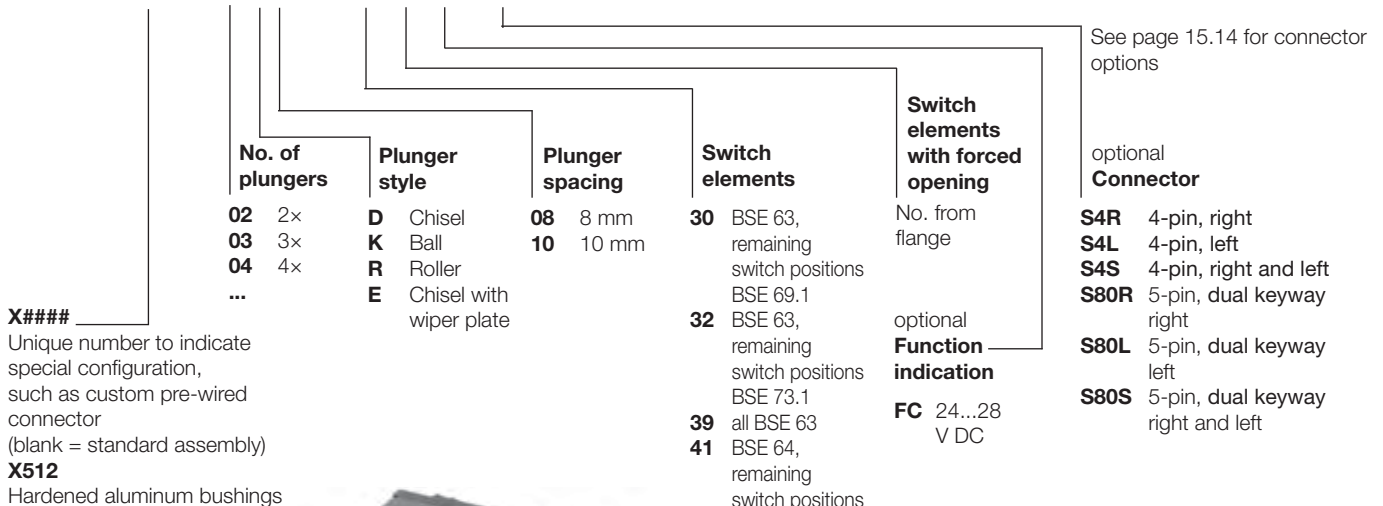 See page 15.14 for connector
options
No. of
plungers
02 2×
03 3×
04 4×
...
Plunger
style
D Chisel
K Ball
R Roller
E Chisel with
wiper plate
Plunger
spacing
08 8 mm
10 10 mm
Switch
elements
30 BSE 63,
remaining
switch positions
BSE 69.1
32 BSE 63,
remaining
switch positions
BSE 73.1
39 all BSE 63
41 BSE 64,
remaining
switch positions
Switch
elements
with forced
opening
No. from
flange
optional
Function
indication
FC 24...28
V DC
optional
Connector
S4R 4-pin, right
S4L 4-pin, left
S4S 4-pin, right and left
S80R 5-pin, dual keyway
right
S80L 5-pin, dual keyway
left
S80S 5-pin, dual keyway
right and left
X####
Unique number to indicate
special configuration,
such as custom pre-wired
connector
(blank = standard assembly)
X512
Hardened aluminum bushings